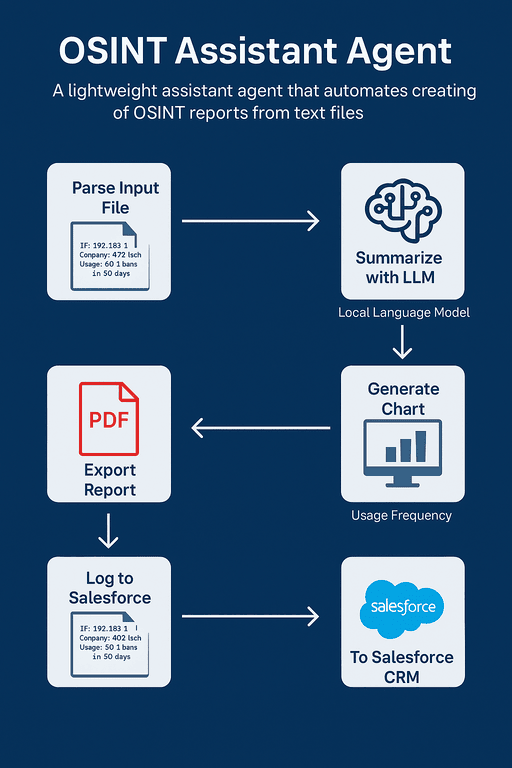 OSINT Assistant Agent
A lightweight assistant agent that automates creating
of OSINT reports from text files
Parse Input
File
IF: 192.183 1
Conpany: 472 lsch
Usage: 60 1 bans
in 50 days
Summarize
with LLM
Local Language Model
Generate
Chart
Usage Frequency
PDF
Export
Report
Log to
Salesforce
IF: 192.183 1
Conpany: 402 lsch
Usage: 50 1 bans
in 50 days
salesforce
To Salesforce
CRM